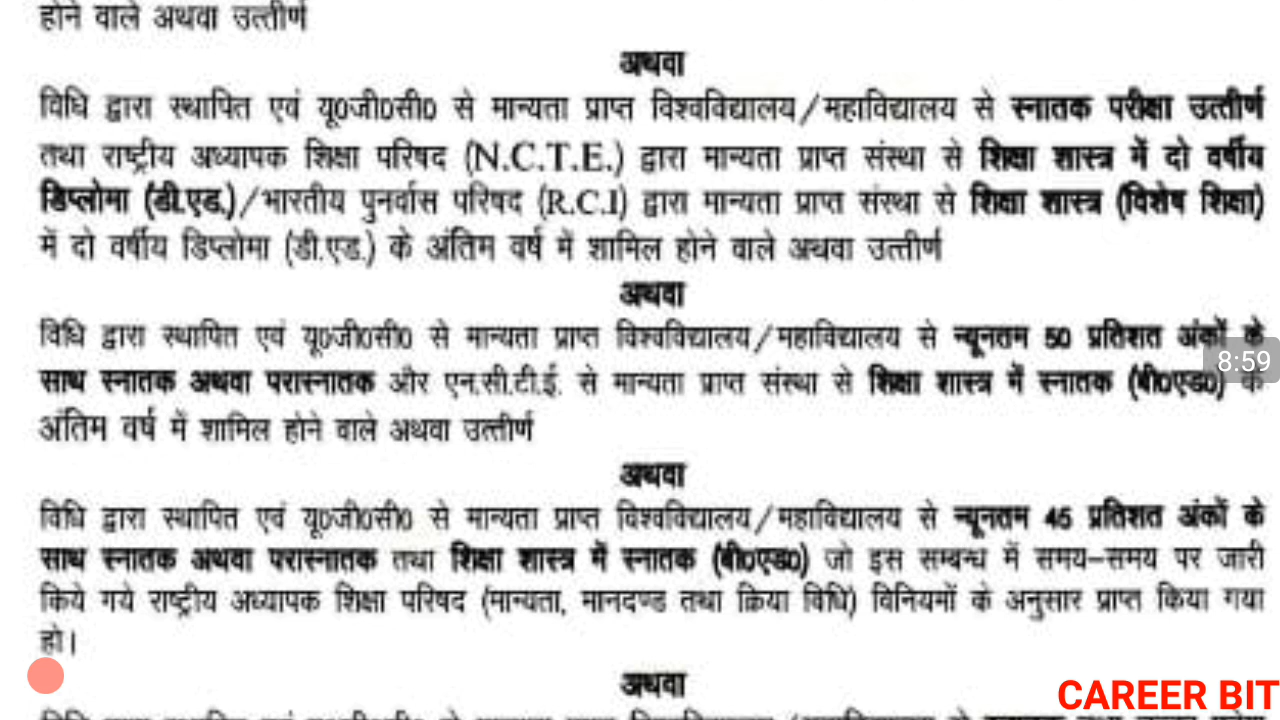 होने वाले अथवा उत्तीर्ण
अथवा
विधि द्वारा स्थापित एवं यू0जी0सी0 से मान्यता प्राप्त विश्वविद्यालय/महाविद्यालय से स्नातक परीक्षा उत्तीर्ण
तथा राष्ट्रीय अध्यापक शिक्षा परिषद (N.C.T.E.) द्वारा मान्यता प्राप्त संस्था से शिक्षा शास्त्र में दो वर्षीय
डिप्लोमा (डी.एड.)/भारतीय पुनर्वास परिषद (R.C.I) द्वारा मान्यता प्राप्त संस्था से शिक्षा शास्त्र (विशेष शिक्षा)
में दो वर्षीय डिप्लोमा (डी.एड.) के अंतिम वर्ष में शामिल होने वाले अथवा उत्तीर्ण
अथवा
विधि द्वारा स्थापित एवं यू0जी0सी0 से मान्यता प्राप्त विश्वविद्यालय/महाविद्यालय से न्यूनतम 50 प्रतिशत अंकों के
8:59
साथ स्नातक अथवा परास्नातक और एन.सी.टी.ई. से मान्यता प्राप्त संस्था से शिक्षा शास्त्र में स्नातक (बी0एड0) के
अंतिम वर्ष में शामिल होने वाले अथवा उत्तीर्ण
अथवा
विधि द्वारा स्थापित एवं यू0जी0सी0 से मान्यता प्राप्त विश्वविद्यालय/महाविद्यालय से न्यूनतम 45 प्रतिशत अंकों के
साथ स्नातक अथवा परास्नातक तथा शिक्षा शास्त्र में स्नातक (बी0एड0) जो इस सम्बन्ध में समय-समय पर जारी
किये गये राष्ट्रीय अध्यापक शिक्षा परिषद (मान्यता, मानदण्ड तथा क्रिया विधि) विनियमों के अनुसार प्राप्त किया गया
हो।
अथवा
CAREER BIT